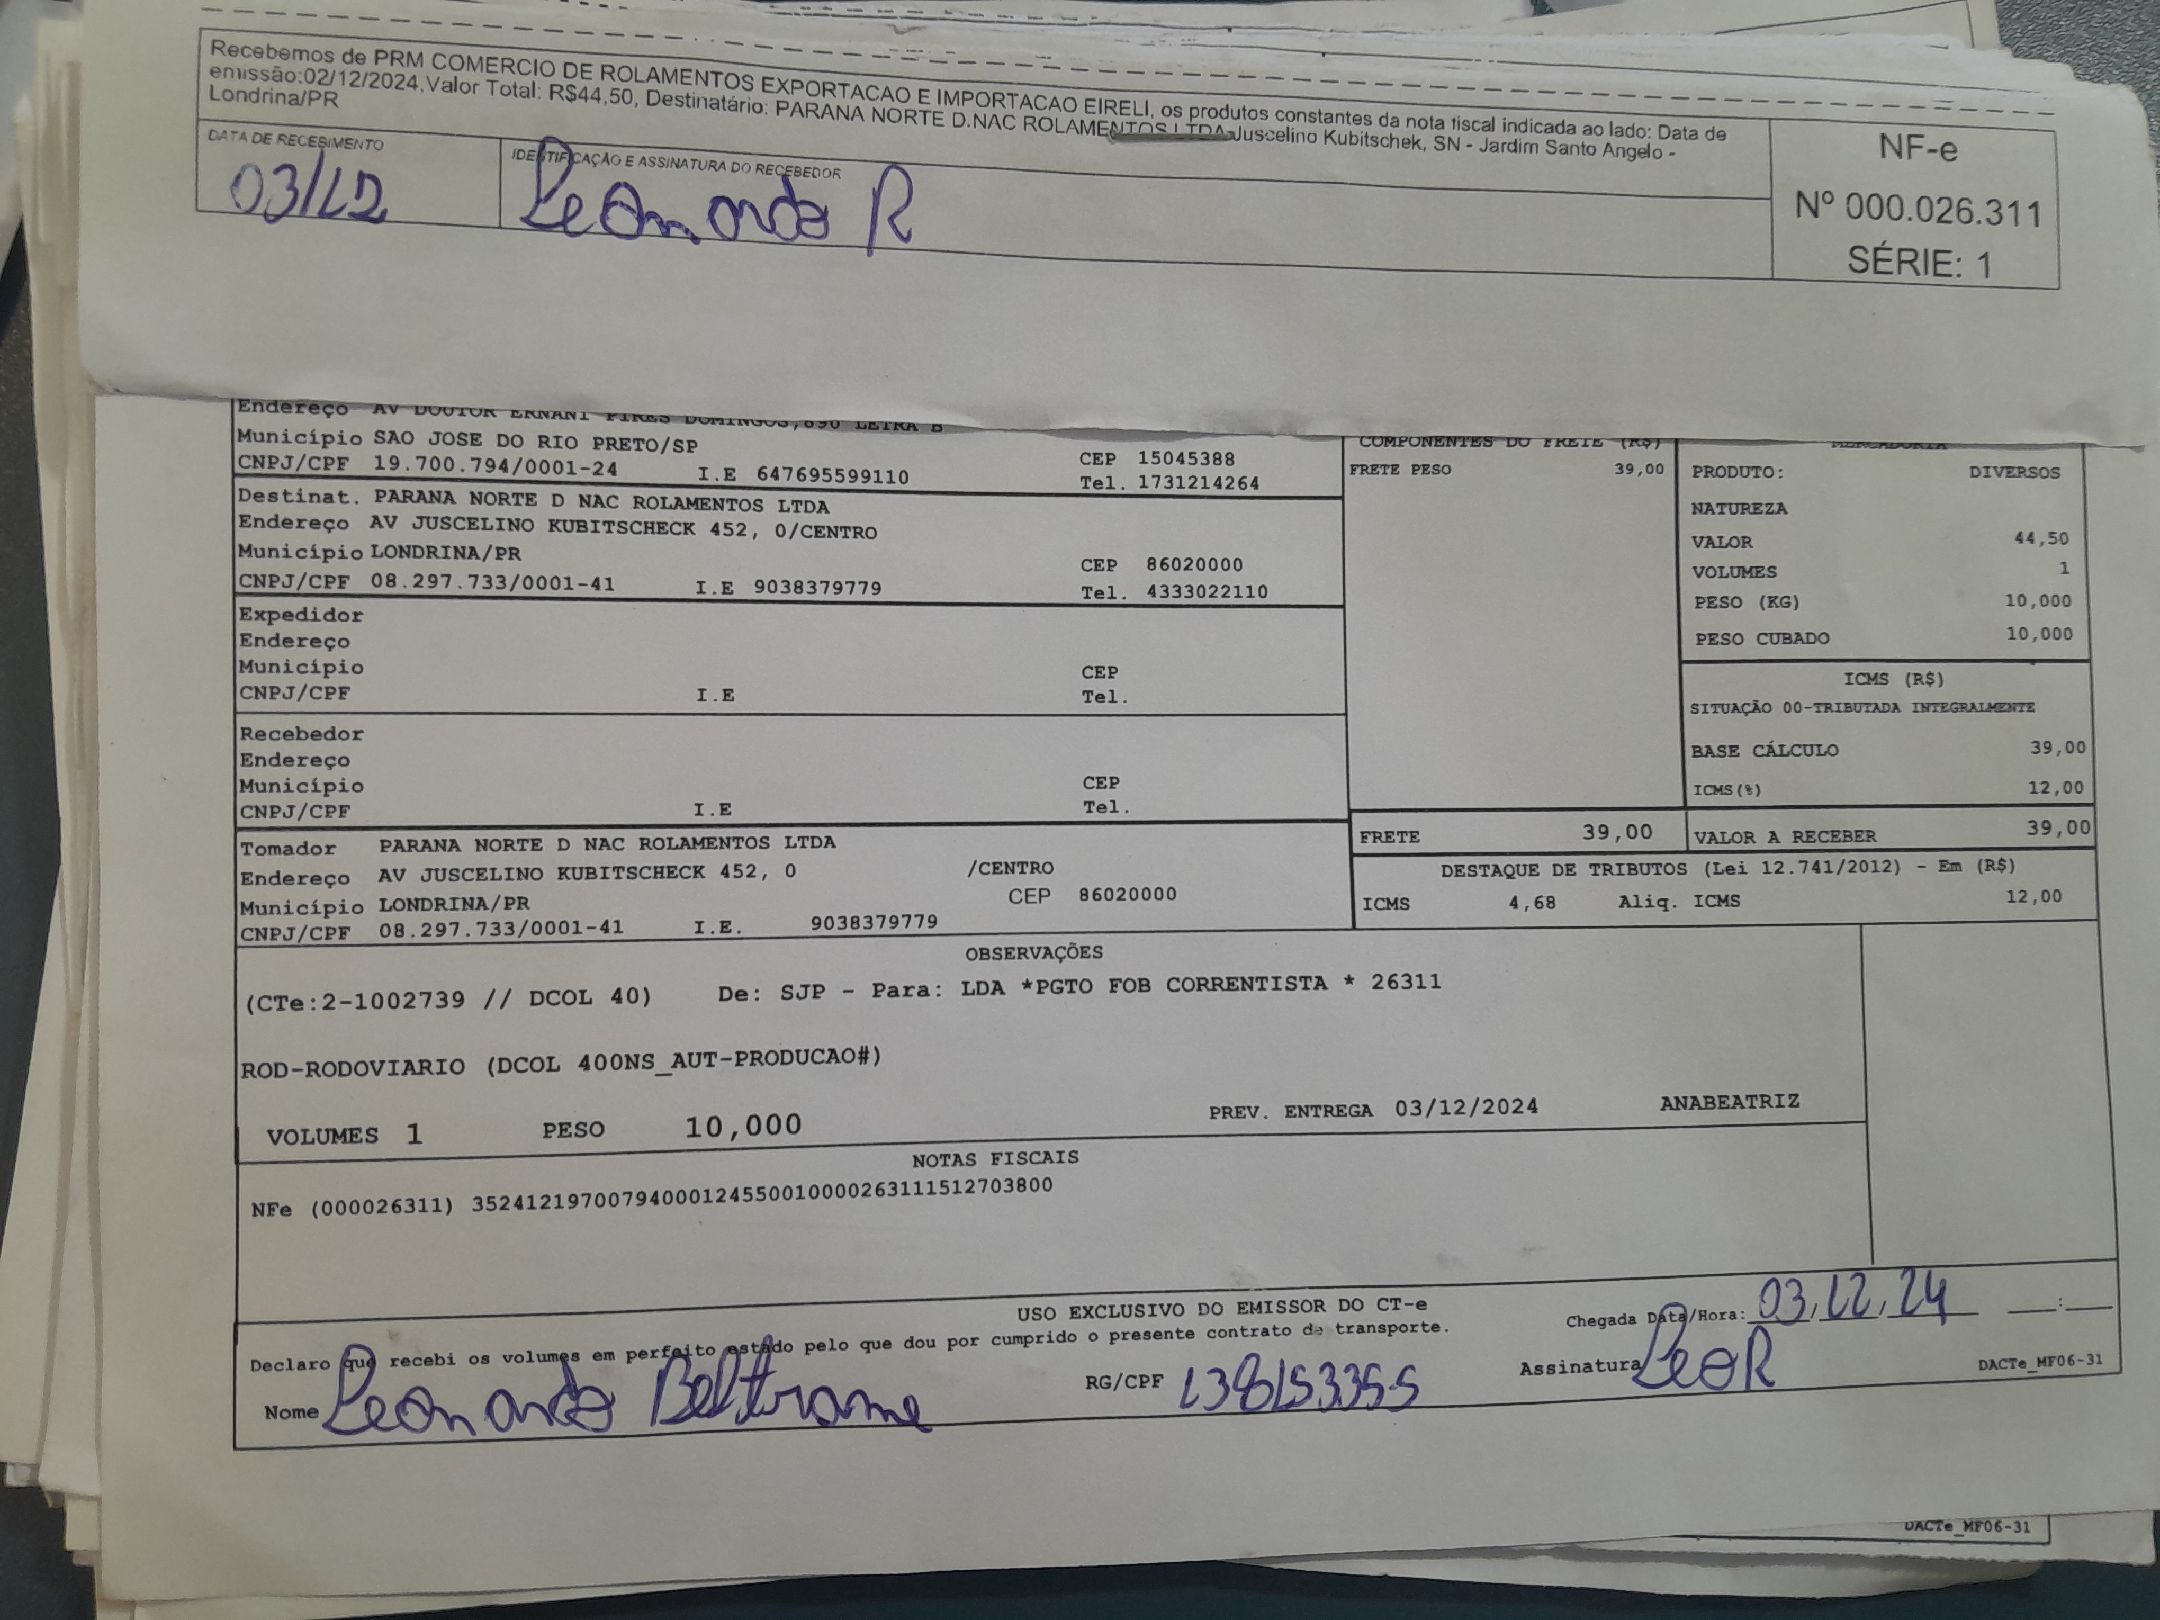 Recebemos de PRM COMERCIO DE ROLAMENTOS EXPORTACAO E IMPORTACAO EIRELI, os produtos constantes da nota fiscal indicada ao lado: Data de
emissão:02/12/2024,Valor Total: R$44,50, Destinatário: PARANA NORTE D.NAC ROLAMENTOS LTDA Juscelino Kubitschek, SN - Jardim Santo Angelo -
Londrina/PR
DATA DE RECEBIMENTO
03/12
IDENTIFICAÇÃO E ASSINATURA DO RECEBEDOR
Leonardo R
NF-e
Nº 000.026.311
SÉRIE: 1
Endereço AV DOUTOR ERNANI PIRES DOMINGOS,690 LETRA B
Município SAO JOSE DO RIO PRETO/SP
CEP 15045388
CNPJ/CPF 19.700.794/0001-24 I.E 647695599110 Tel. 1731214264
Destinat. PARANA NORTE D NAC ROLAMENTOS LTDA
Endereço AV JUSCELINO KUBITSCHECK 452, 0/CENTRO
Município LONDRINA/PR CEP 86020000
CNPJ/CPF 08.297.733/0001-41 I.E 9038379779 Tel. 4333022110
Expedidor
Endereço
Município CEP
CNPJ/CPF I.E Tel.
Recebedor
Endereço
Município CEP
CNPJ/CPF I.E Tel.
Tomador PARANA NORTE D NAC ROLAMENTOS LTDA
Endereço AV JUSCELINO KUBITSCHECK 452, 0 /CENTRO
Município LONDRINA/PR CEP 86020000
CNPJ/CPF 08.297.733/0001-41 I.E. 9038379779
COMPONENTES DO FRETE (R$)
FRETE PESO 39,00
FRETE 39,00
MERCADORIA
PRODUTO: DIVERSOS
NATUREZA
VALOR 44,50
VOLUMES 1
PESO (KG) 10,000
PESO CUBADO 10,000
ICMS (R$)
SITUAÇÃO 00-TRIBUTADA INTEGRALMENTE
BASE CÁLCULO 39,00
ICMS(%) 12,00
VALOR A RECEBER 39,00
DESTAQUE DE TRIBUTOS (Lei 12.741/2012) - Em (R$)
ICMS 4,68 Aliq. ICMS 12,00
OBSERVAÇÕES
(CTe:2-1002739 // DCOL 40) De: SJP - Para: LDA *PGTO FOB CORRENTISTA * 26311
ROD-RODOVIARIO (DCOL 400NS_AUT-PRODUCAO#)
VOLUMES 1 PESO 10,000 PREV. ENTREGA 03/12/2024 ANABEATRIZ
NOTAS FISCAIS
NFe (000026311) 35241219700794000124550010000263111512703800
USO EXCLUSIVO DO EMISSOR DO CT-e
Declaro que recebi os volumes em perfeito estado pelo que dou por cumprido o presente contrato de transporte.
Chegada Data/Hora: 03/12/24 __:__
Nome Leonardo Beltrame RG/CPF 138153355 Assinatura Leo R DACTe_MF06-31
DACTe_MF06-31